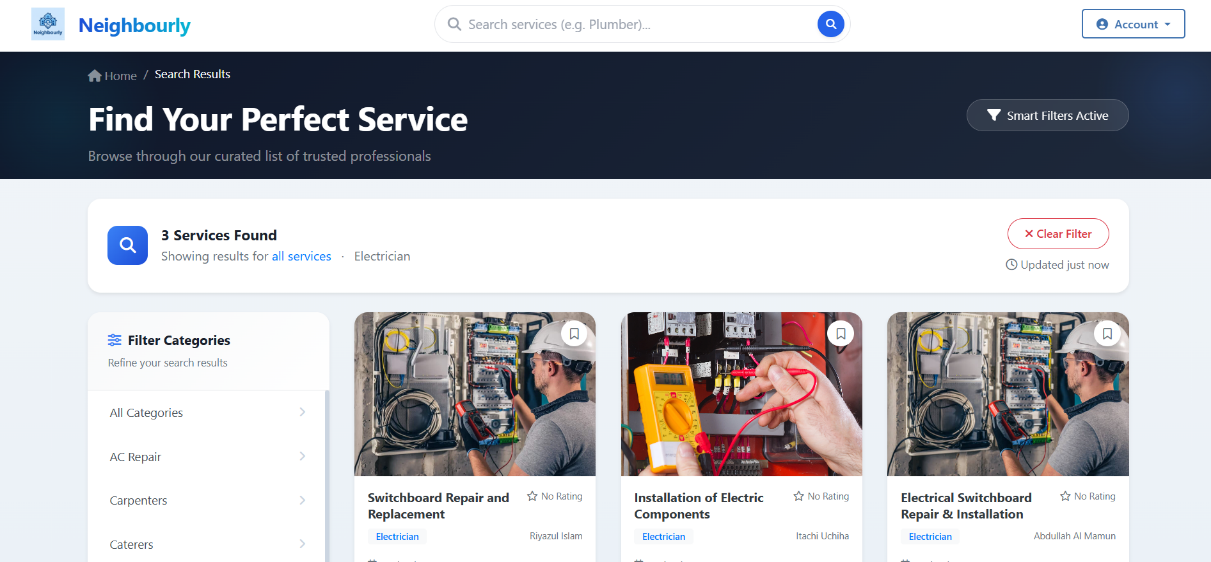 Neighbourly
Neighbourly
Search services (e.g. Plumber)...
Account
Home / Search Results
Find Your Perfect Service
Smart Filters Active
Browse through our curated list of trusted professionals
3 Services Found
Showing results for all services · Electrician
Clear Filter
Updated just now
Filter Categories
Refine your search results
All Categories
AC Repair
Carpenters
Caterers
Switchboard Repair and
Replacement
No Rating
Electrician
Riyazul Islam
Installation of Electric
Components
No Rating
Electrician
Itachi Uchiha
Electrical Switchboard
Repair & Installation
No Rating
Electrician
Abdullah Al Mamun